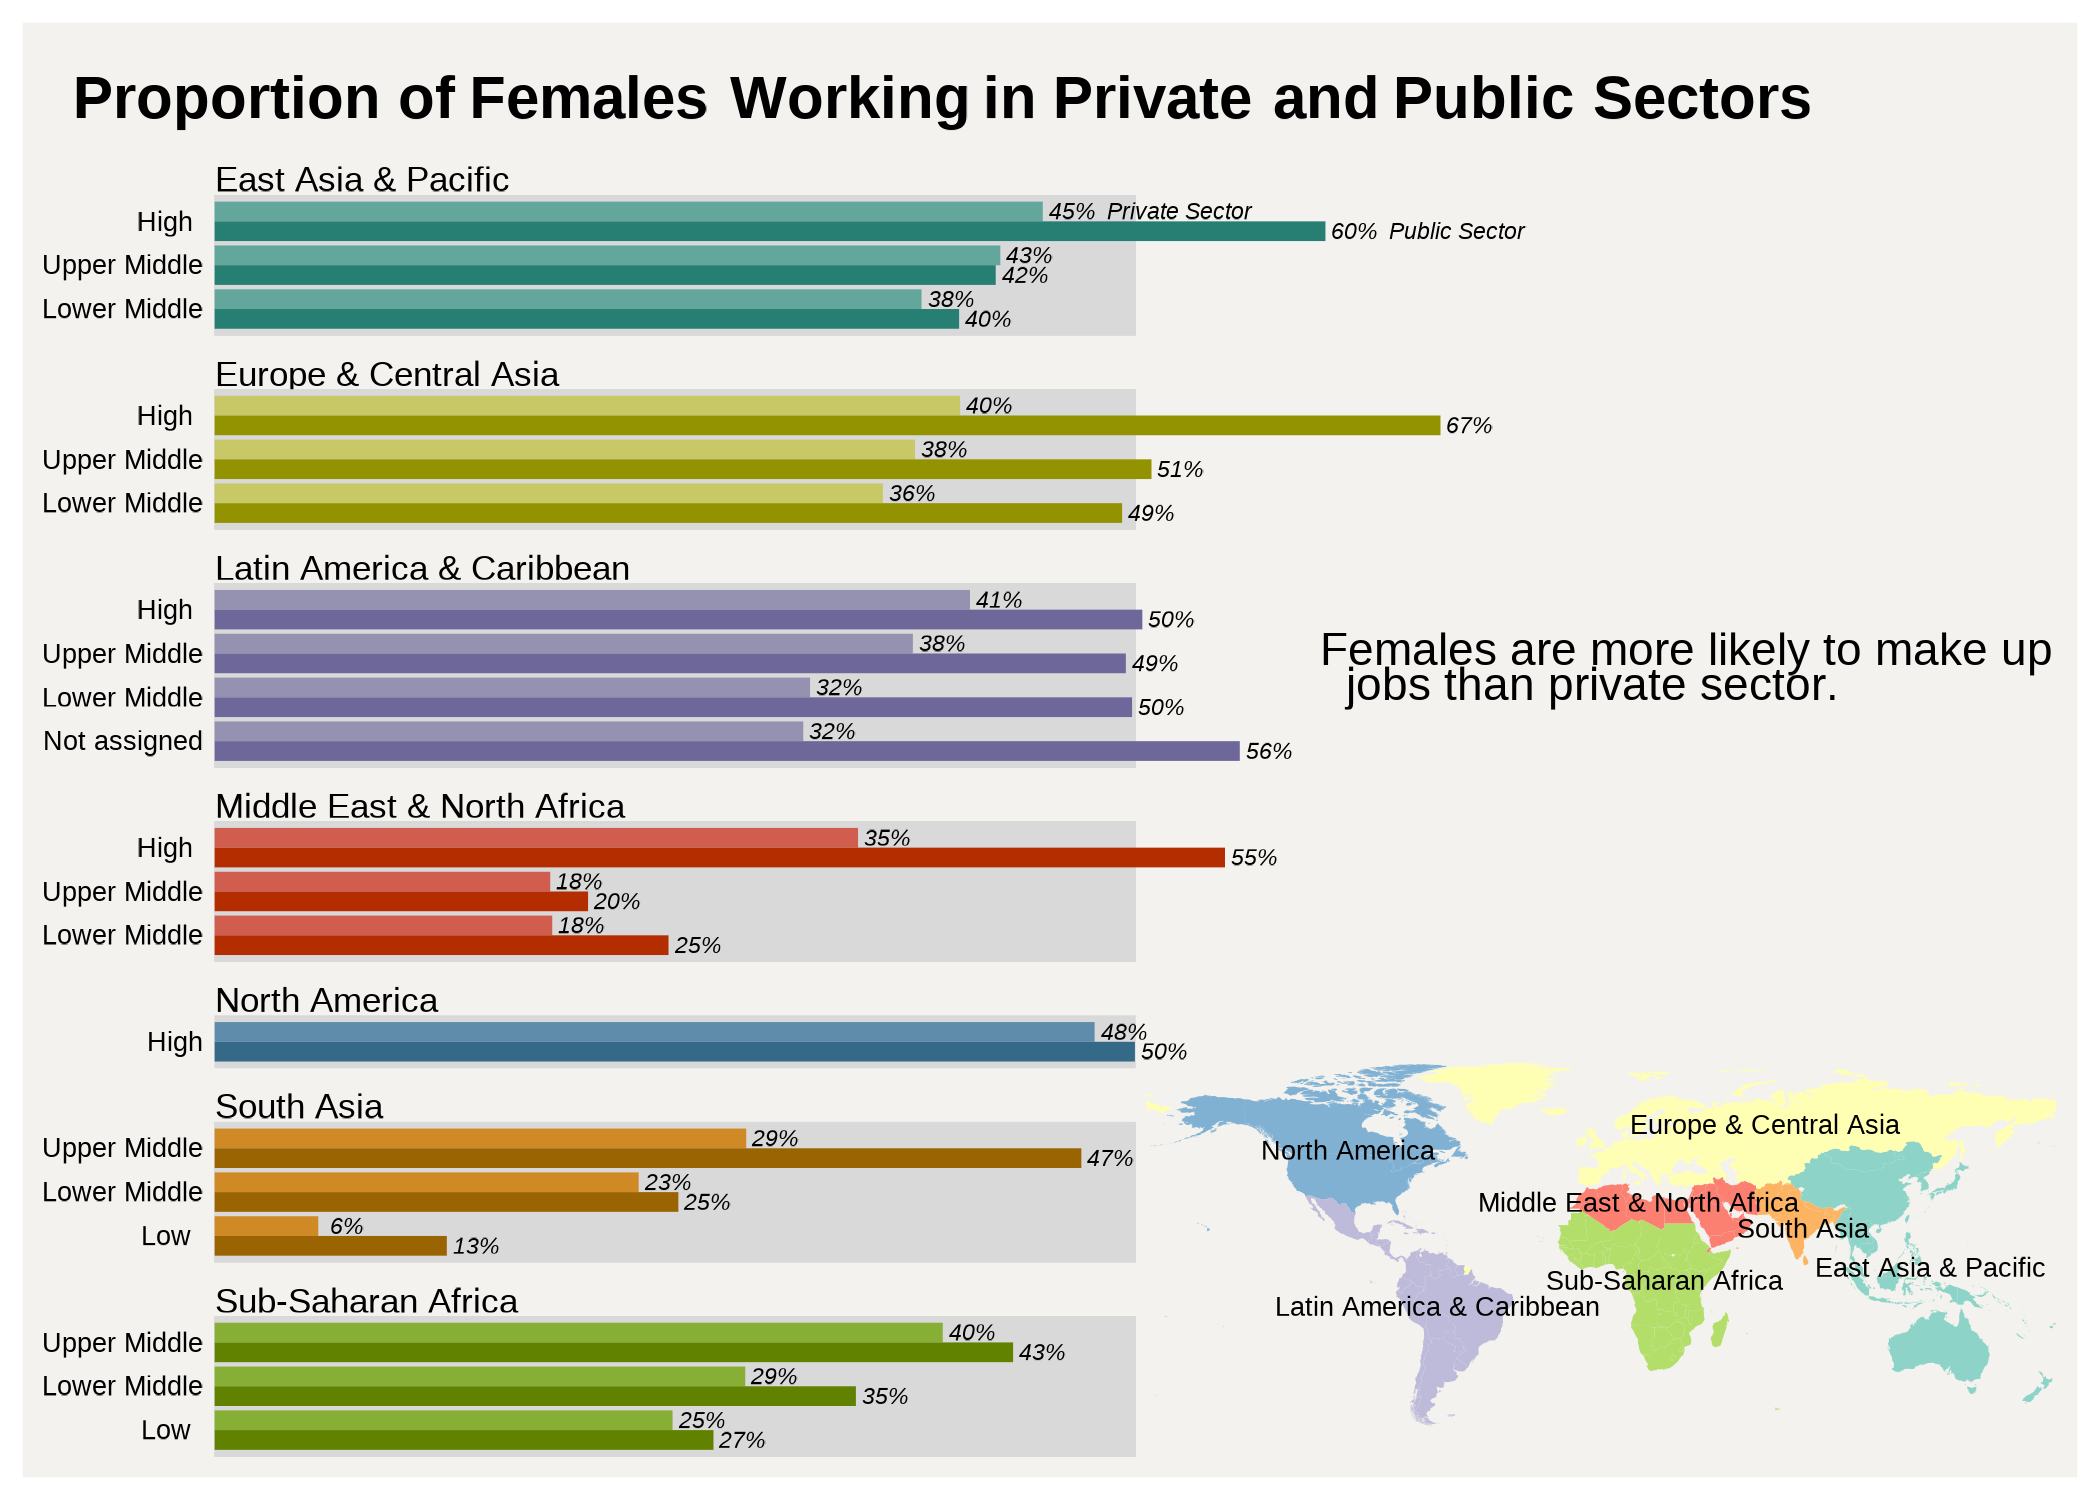 Proportion of Females Working in Private and Public Sectors
East Asia & Pacific
High 45% Private Sector
60% Public Sector
Upper Middle 43%
42%
Lower Middle 38%
40%
Europe & Central Asia
High 40%
67%
Upper Middle 38%
51%
Lower Middle 36%
49%
Latin America & Caribbean
High 41%
50%
Upper Middle 38%
49%
Lower Middle 32%
50%
Not assigned 32%
56%
Females are more likely to make up
jobs than private sector.
Middle East & North Africa
High 35%
55%
Upper Middle 18%
20%
Lower Middle 18%
25%
North America
High 48%
50%
South Asia
Upper Middle 29%
47%
Lower Middle 23%
25%
Low 6%
13%
Sub-Saharan Africa
Upper Middle 40%
43%
Lower Middle 29%
35%
Low 25%
27%
Europe & Central Asia
North America
Middle East & North Africa
South Asia
East Asia & Pacific
Sub-Saharan Africa
Latin America & Caribbean